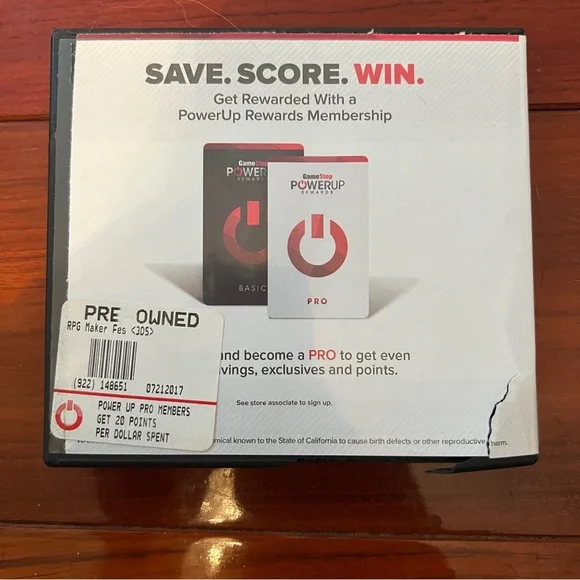 SAVE. SCORE. WIN.
Get Rewarded With a
PowerUp Rewards Membership
GameStop
POWER
REWARDS
BASIC
GameStop
POWERUP
REWARDS
PRO
and become a PRO to get even
vings, exclusives and points.
See store associate to sign up.
emical known to the State of California to cause birth defects or other reproductive harm.
PRE OWNED
RPG Maker Fes <3DS>
(922) 148651 07212017
POWER UP PRO MEMBERS
GET 20 POINTS
PER DOLLAR SPENT